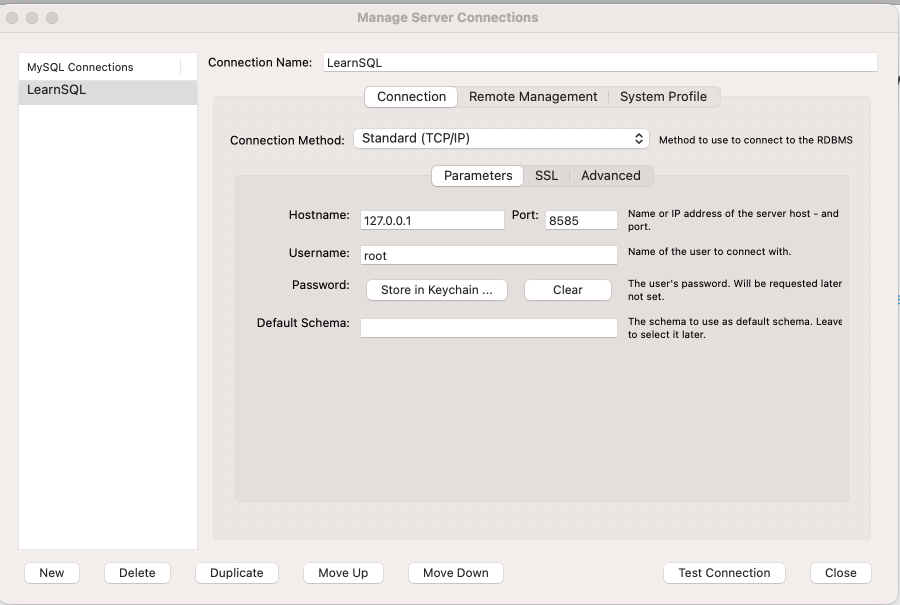 Manage Server Connections
MySQL Connections
LearnSQL
Connection Name: LearnSQL
Connection Remote Management System Profile
Connection Method: Standard (TCP/IP) Method to use to connect to the RDBMS
Parameters SSL Advanced
Hostname: 127.0.0.1 Port: 8585 Name or IP address of the server host - and
port.
Username: root Name of the user to connect with.
Password: Store in Keychain ... Clear The user's password. Will be requested later
not set.
Default Schema: The schema to use as default schema. Leave
to select it later.
New Delete Duplicate Move Up Move Down Test Connection Close